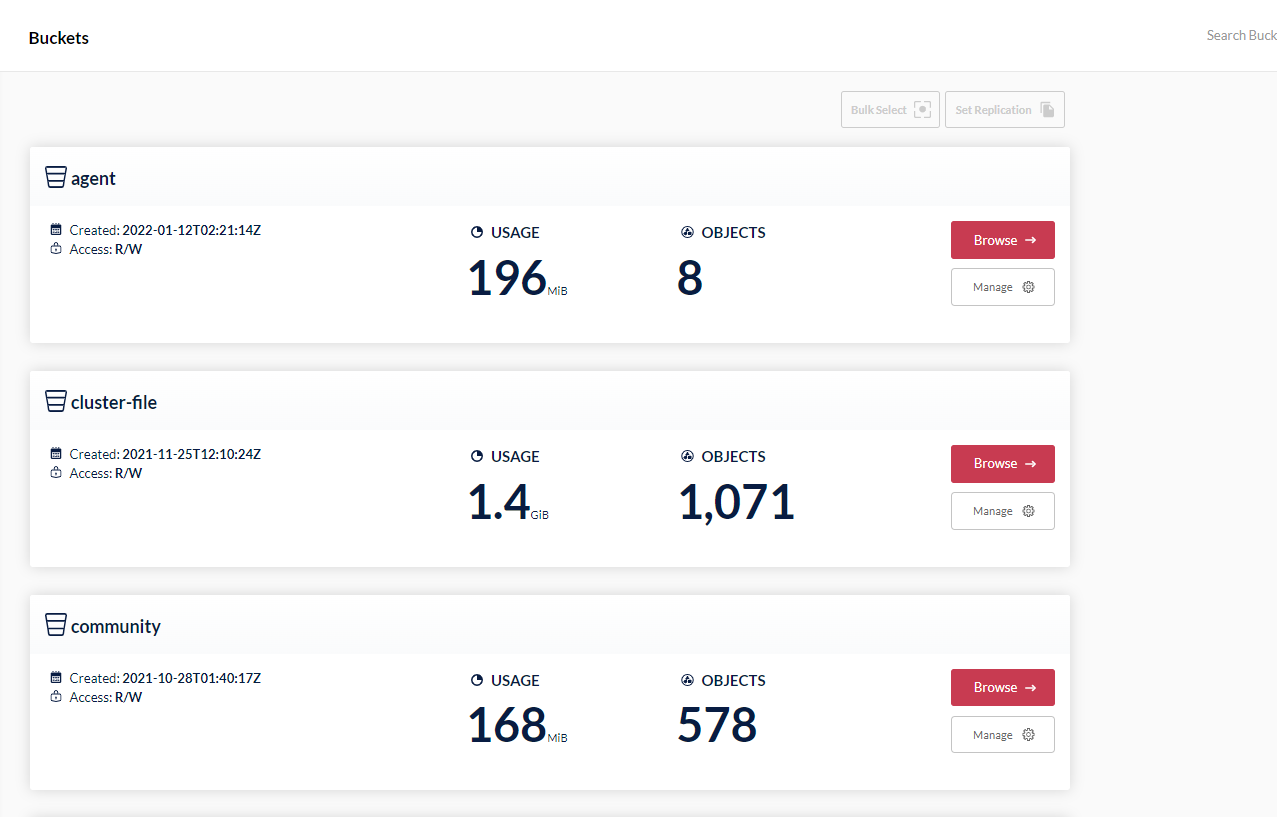 Buckets
Search Buck
Bulk Select
Set Replication
agent
Created: 2022-01-12T02:21:14Z
Access: R/W
USAGE
196 MiB
OBJECTS
8
Browse
Manage
cluster-file
Created: 2021-11-25T12:10:24Z
Access: R/W
USAGE
1.4 GiB
OBJECTS
1,071
Browse
Manage
community
Created: 2021-10-28T01:40:17Z
Access: R/W
USAGE
168 MiB
OBJECTS
578
Browse
Manage